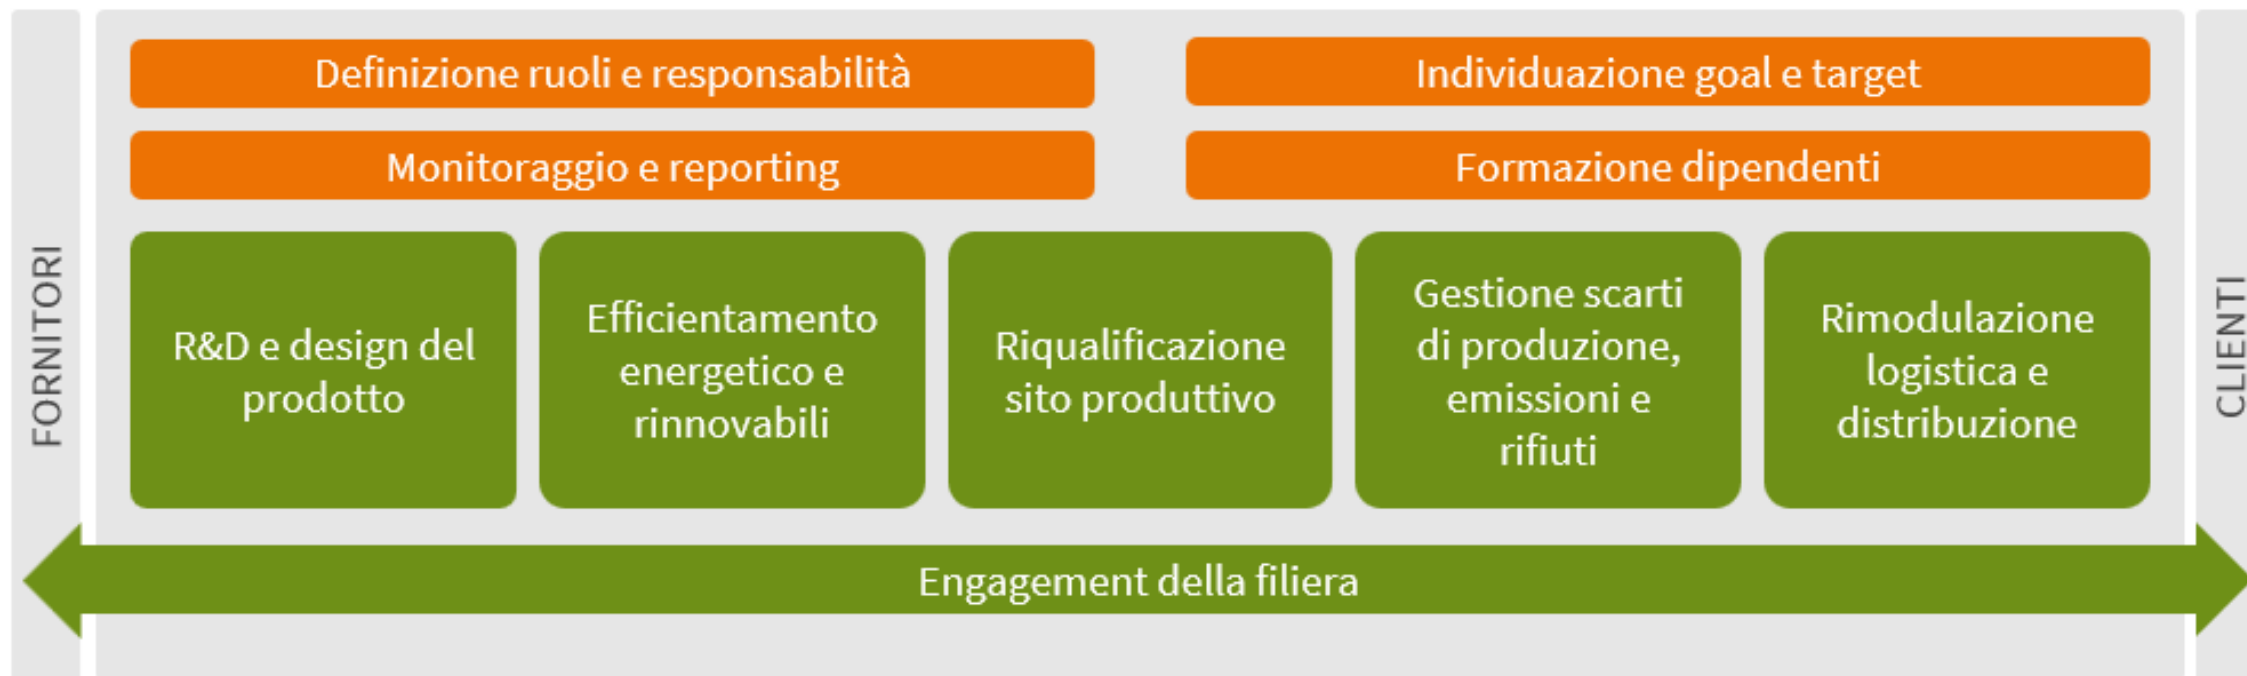 FORNITORI
Definizione ruoli e responsabilità
Individuazione goal e target
Monitoraggio e reporting
Formazione dipendenti
R&D e design del
prodotto
Efficientamento
energetico e
rinnovabili
Riqualificazione
sito produttivo
Gestione scarti
di produzione,
emissioni e
rifiuti
Rimodulazione
logistica e
distribuzione
CLIENTI
Engagement della filiera